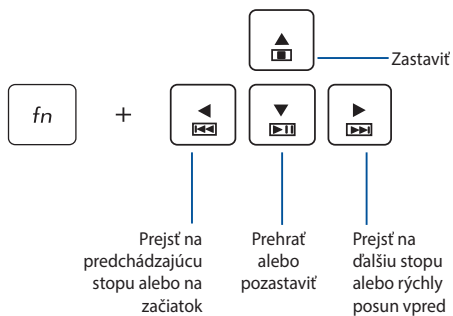 Zastaviť
fn
+
Prejsť na
predchádzajúcu
stopu alebo na
začiatok
Prehrať
alebo
pozastaviť
Prejsť na
ďalšiu stopu
alebo rýchly
posun vpred